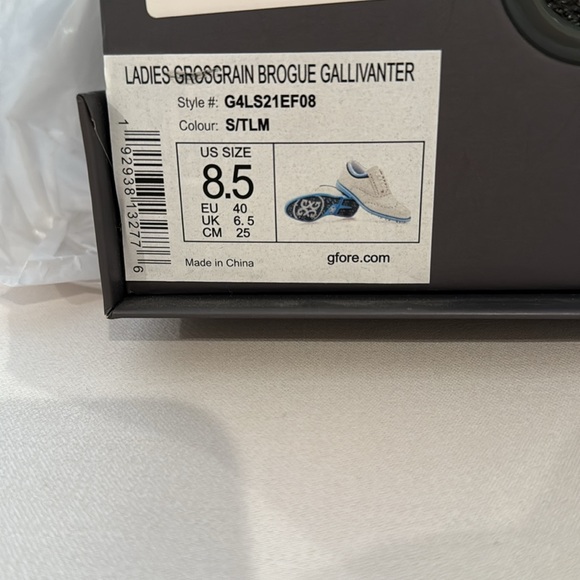 LADIES GROSGRAIN BROGUE GALLIVANTER
Style #: G4LS21EF08
Colour: S/TLM
US SIZE
8.5
EU 40
UK 6.5
CM 25
Made in China
gfore.com
1 92938 13277 6